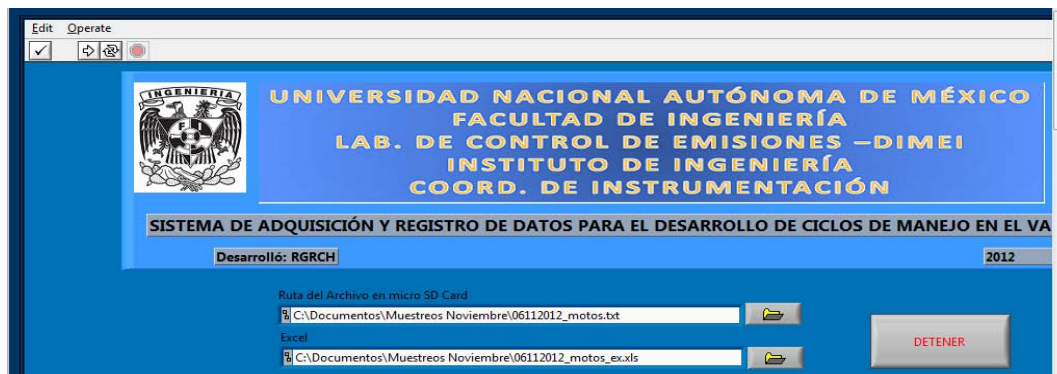 Edit Operate
INGENIERIA
UNIVERSIDAD NACIONAL AUTÓNOMA DE MÉXICO
FACULTAD DE INGENIERÍA
LAB. DE CONTROL DE EMISIONES –DIMEI
INSTITUTO DE INGENIERÍA
COORD. DE INSTRUMENTACIÓN
SISTEMA DE ADQUISICIÓN Y REGISTRO DE DATOS PARA EL DESARROLLO DE CICLOS DE MANEJO EN EL VA
Desarrolló: RGRCH
2012
Ruta del Archivo en micro SD Card
C:\Documentos\Muestreos Noviembre\06112012_motos.txt
DETENER
Excel
C:\Documentos\Muestreos Noviembre\06112012_motos_ex.xls